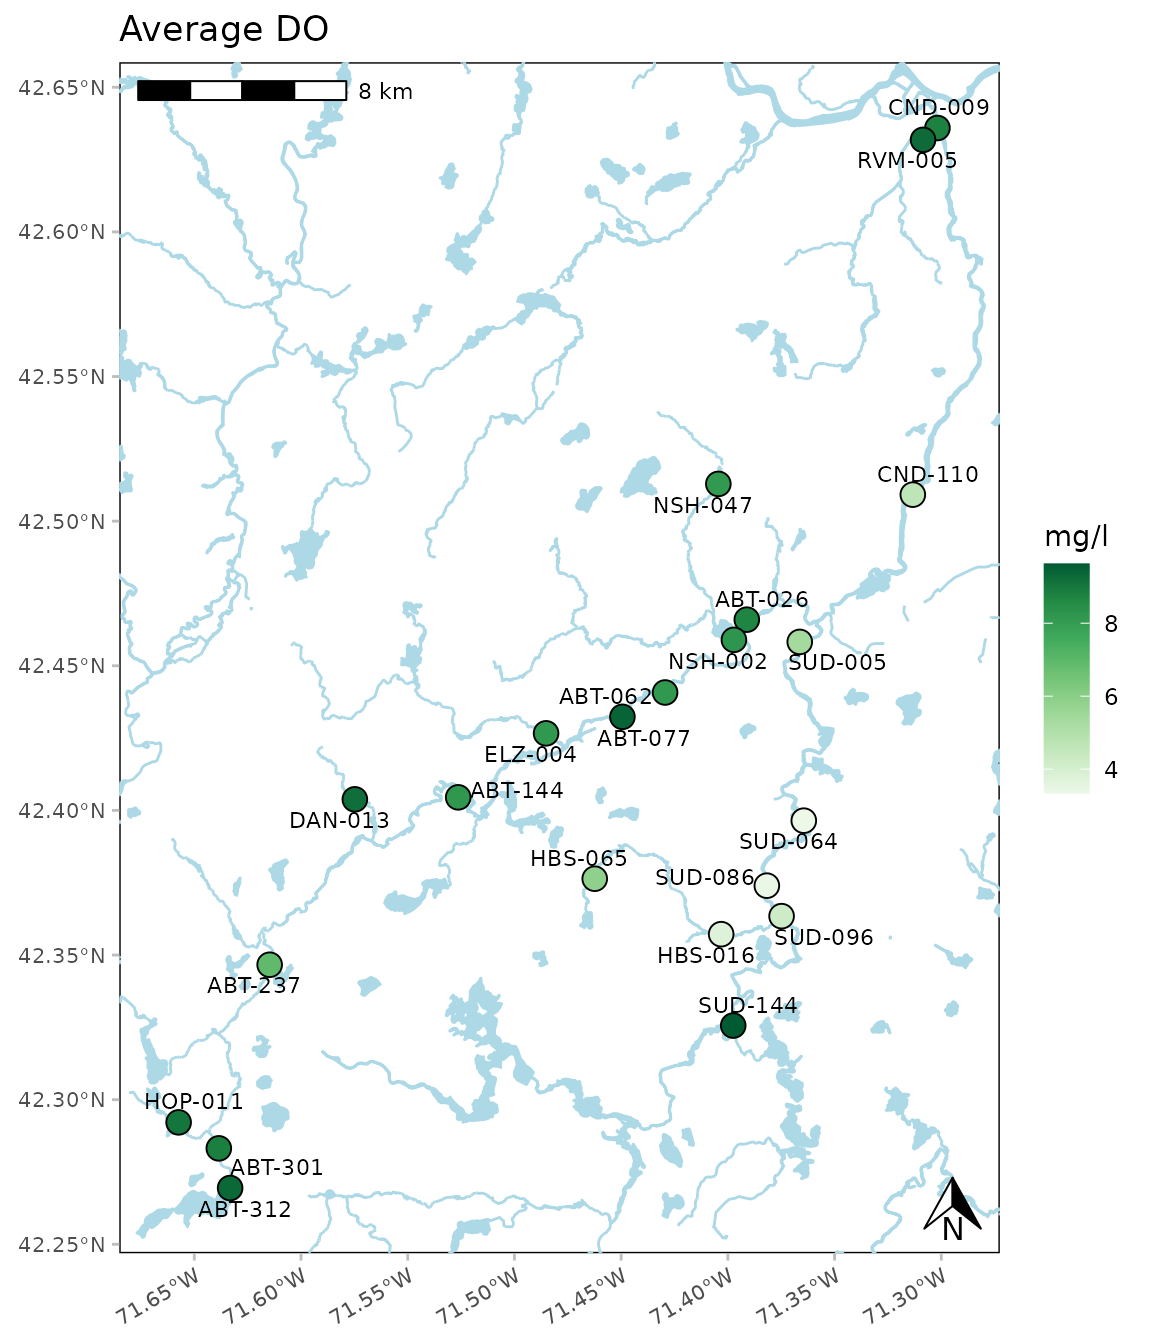 Average DO
8 km
42.65°N
42.60°N
42.55°N
42.50°N
42.45°N
42.40°N
42.35°N
42.30°N
42.25°N
CND-009
RVM-005
CND-110
NSH-047
ABT-026
NSH-002
SUD-005
ABT-062
ABT-077
ELZ-004
ABT-144
DAN-013
SUD-064
HBS-065
SUD-086
SUD-096
HBS-016
ABT-237
SUD-144
HOP-011
ABT-301
ABT-312
N
mg/l
8
6
4
71.65°W
71.60°W
71.55°W
71.50°W
71.45°W
71.40°W
71.35°W
71.30°W